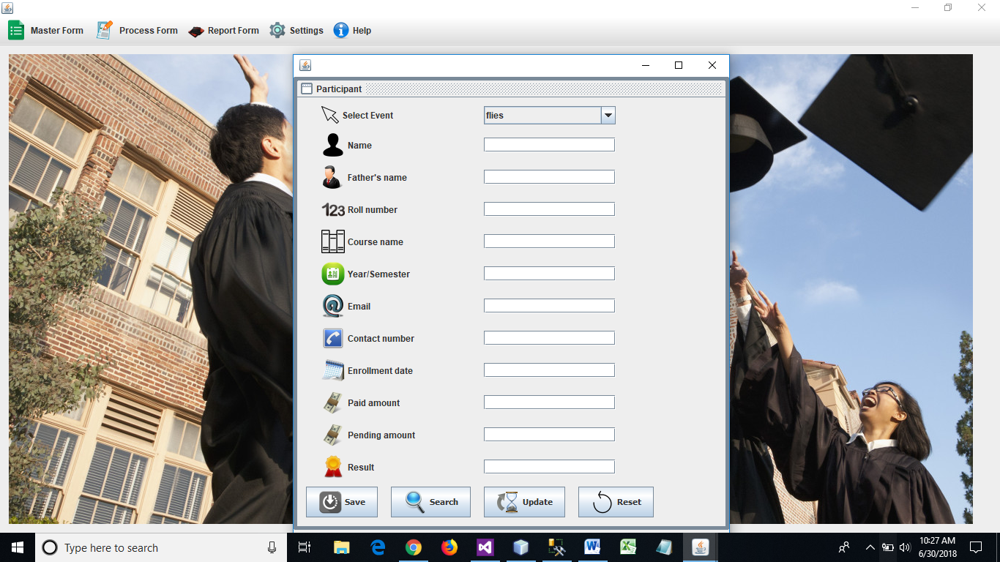 Master Form Process Form Report Form Settings Help
Participant
Select Event flies
Name
Father's name
123 Roll number
Course name
Year/Semester
Email
Contact number
Enrollment date
Paid amount
Pending amount
Result
Save Search Update Reset
Type here to search
10:27 AM
6/30/2018